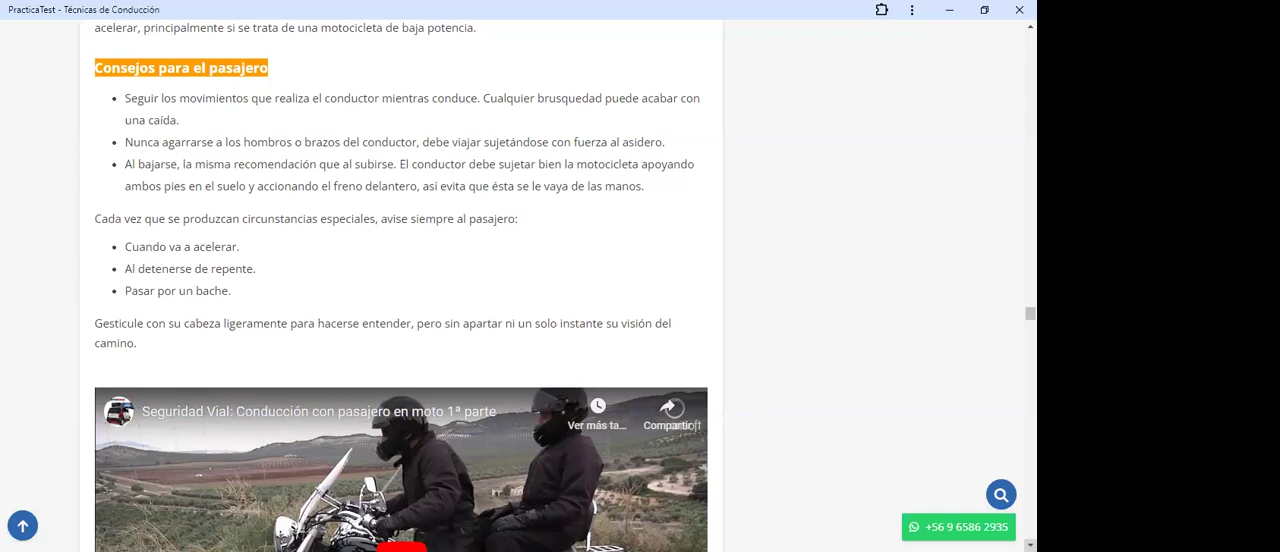 PracticaTest - Técnicas de Conducción
acelerar, principalmente si se trata de una motocicleta de baja potencia.
Consejos para el pasajero
• Seguir los movimientos que realiza el conductor mientras conduce. Cualquier brusquedad puede acabar con
una caída.
• Nunca agarrarse a los hombros o brazos del conductor, debe viajar sujetándose con fuerza al asidero.
• Al bajarse, la misma recomendación que al subirse. El conductor debe sujetar bien la motocicleta apoyando
ambos pies en el suelo y accionando el freno delantero, así evita que ésta se le vaya de las manos.
Cada vez que se produzcan circunstancias especiales, avise siempre al pasajero:
• Cuando va a acelerar.
• Al detenerse de repente.
• Pasar por un bache.
Gesticule con su cabeza ligeramente para hacerse entender, pero sin apartar ni un solo instante su visión del
camino.
Seguridad Vial: Conducción con pasajero en moto 1ª parte
Ver más ta...
Compartir
+56 9 6586 2935